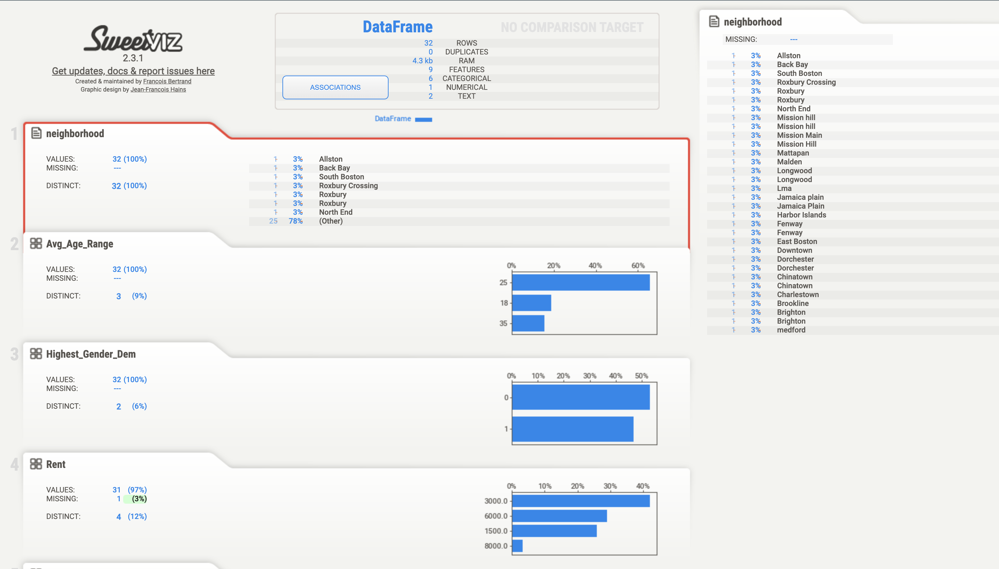 Sweetviz
2.3.1
Get updates, docs & report issues here
Created & maintained by Francois Bertrand
Graphic design by Jean-Francois Hains
DataFrame NO COMPARISON TARGET
32 ROWS
0 DUPLICATES
4.3 kb RAM
9 FEATURES
6 CATEGORICAL
1 NUMERICAL
2 TEXT
ASSOCIATIONS
DataFrame
1 neighborhood
VALUES: 32 (100%)
MISSING: ---
DISTINCT: 32 (100%)
1 3% Allston
1 3% Back Bay
1 3% South Boston
1 3% Roxbury Crossing
1 3% Roxbury
1 3% Roxbury
1 3% North End
25 78% (Other)
2 Avg_Age_Range
VALUES: 32 (100%)
MISSING: ---
DISTINCT: 3 (9%)
0% 20% 40% 60%
25
18
35
3 Highest_Gender_Dem
VALUES: 32 (100%)
MISSING: ---
DISTINCT: 2 (6%)
0% 10% 20% 30% 40% 50%
0
1
4 Rent
VALUES: 31 (97%)
MISSING: 1 (3%)
DISTINCT: 4 (12%)
0% 10% 20% 30% 40%
3000.0
6000.0
1500.0
8000.0
neighborhood
MISSING: ---
1 3% Allston
1 3% Back Bay
1 3% South Boston
1 3% Roxbury Crossing
1 3% Roxbury
1 3% Roxbury
1 3% North End
1 3% Mission hill
1 3% Mission hill
1 3% Mission Main
1 3% Mission Hill
1 3% Mattapan
1 3% Malden
1 3% Longwood
1 3% Longwood
1 3% Lma
1 3% Jamaica plain
1 3% Jamaica Plain
1 3% Harbor Islands
1 3% Fenway
1 3% Fenway
1 3% East Boston
1 3% Downtown
1 3% Dorchester
1 3% Dorchester
1 3% Chinatown
1 3% Chinatown
1 3% Charlestown
1 3% Brookline
1 3% Brighton
1 3% Brighton
1 3% medford